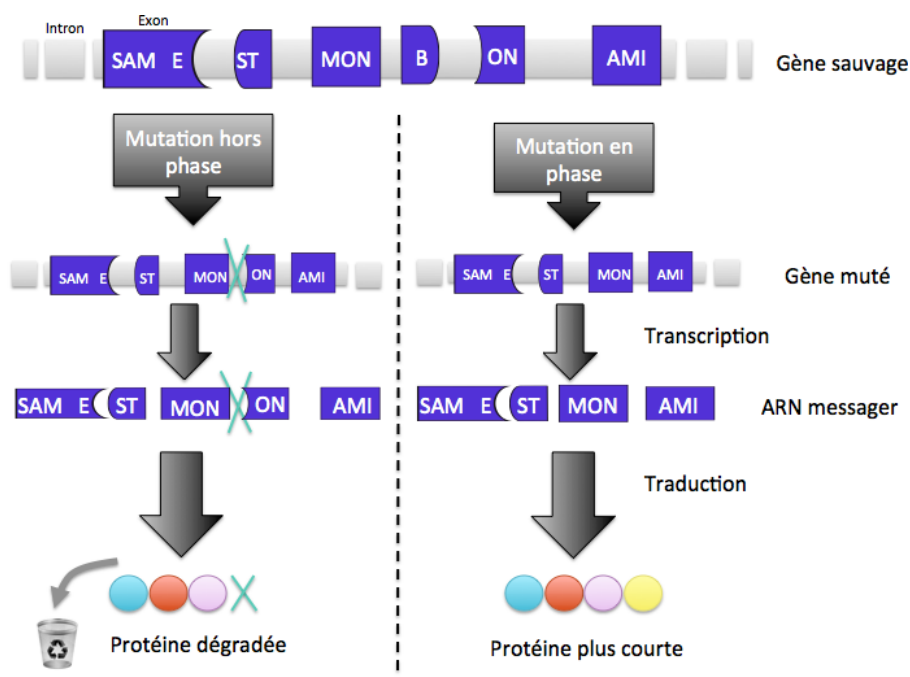 Intron
Exon
SAM E ST MON B ON AMI
Gène sauvage
Mutation hors
phase
Mutation en
phase
SAM E ST MON ON AMI
SAM E ST MON AMI
Gène muté
Transcription
SAM E ST MON ON AMI
SAM E ST MON AMI
ARN messager
Traduction
Protéine dégradée
Protéine plus courte